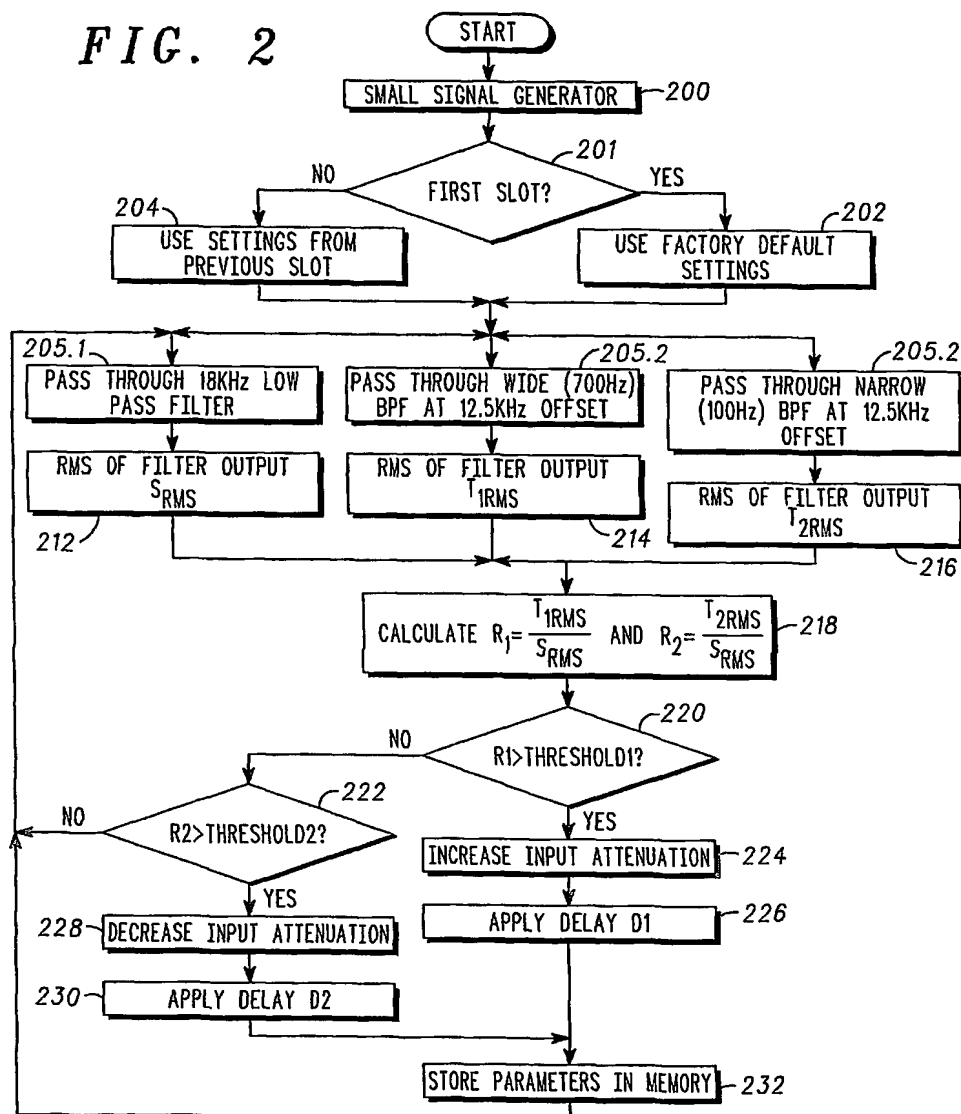 FIG. 2
START
SMALL SIGNAL GENERATOR
200
201
NO
FIRST SLOT?
YES
204
USE SETTINGS FROM
PREVIOUS SLOT
202
USE FACTORY DEFAULT
SETTINGS
205.1
PASS THROUGH 18KHz LOW
PASS FILTER
205.2
PASS THROUGH WIDE (700Hz)
BPF AT 12.5KHz OFFSET
205.2
PASS THROUGH NARROW
(100Hz) BPF AT 12.5KHz
OFFSET
RMS OF FILTER OUTPUT
SRMS
212
RMS OF FILTER OUTPUT
T1RMS
214
RMS OF FILTER OUTPUT
T2RMS
216
CALCULATE R1=T1RMS/SRMS AND R2=T2RMS/SRMS
218
220
NO
R1>THRESHOLD1?
YES
222
NO
R2>THRESHOLD2?
YES
INCREASE INPUT ATTENUATION
224
APPLY DELAY D1
226
228
DECREASE INPUT ATTENUATION
230
APPLY DELAY D2
STORE PARAMETERS IN MEMORY
232